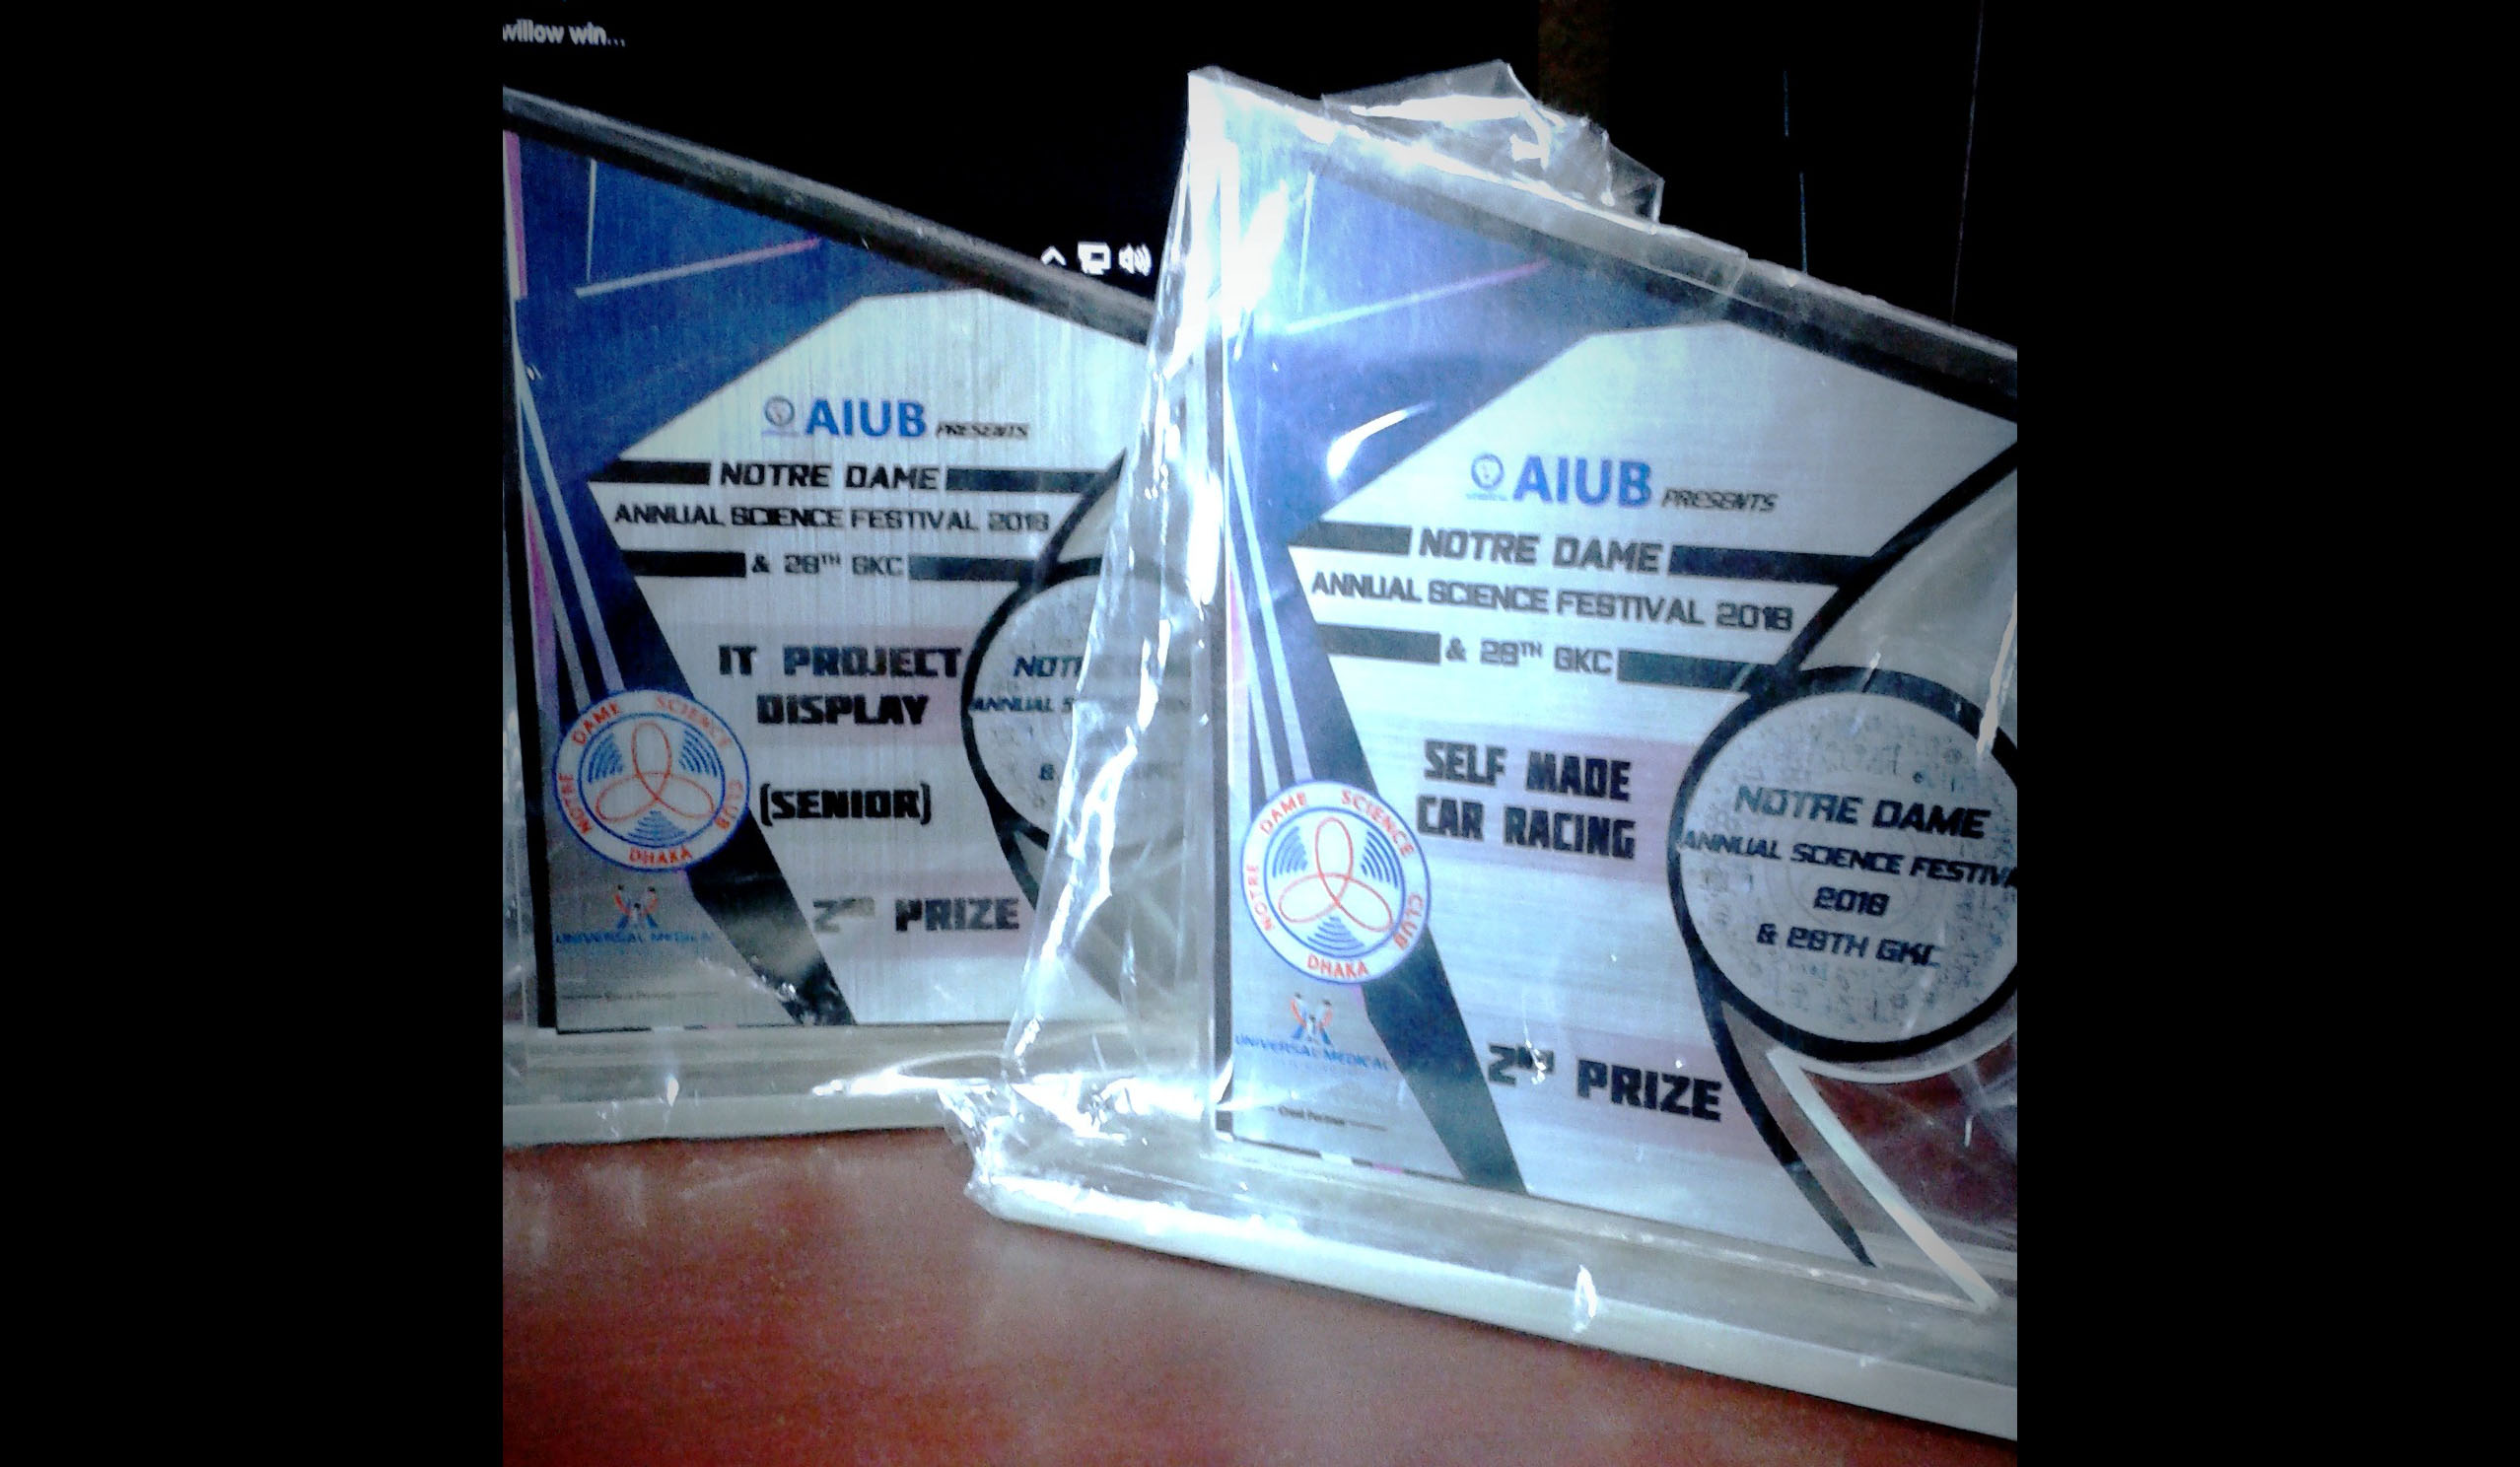 willow win...
AIUB PRESENTS
NOTRE DAME
ANNUAL SCIENCE FESTIVAL 2018
& 28TH GKC
IT PROJECT
DISPLAY
(SENIOR)
2ND PRIZE
NOTRE DAME SCIENCE CLUB
DHAKA
UNIVERSAL MEDICAL
ANNUAL
&
AIUB PRESENTS
NOTRE DAME
ANNUAL SCIENCE FESTIVAL 2018
& 28TH GKC
SELF MADE
CAR RACING
2ND PRIZE
NOTRE DAME SCIENCE CLUB
DHAKA
UNIVERSAL MEDICAL
NOTRE DAME
ANNUAL SCIENCE FESTIV
2018
& 28TH GKC